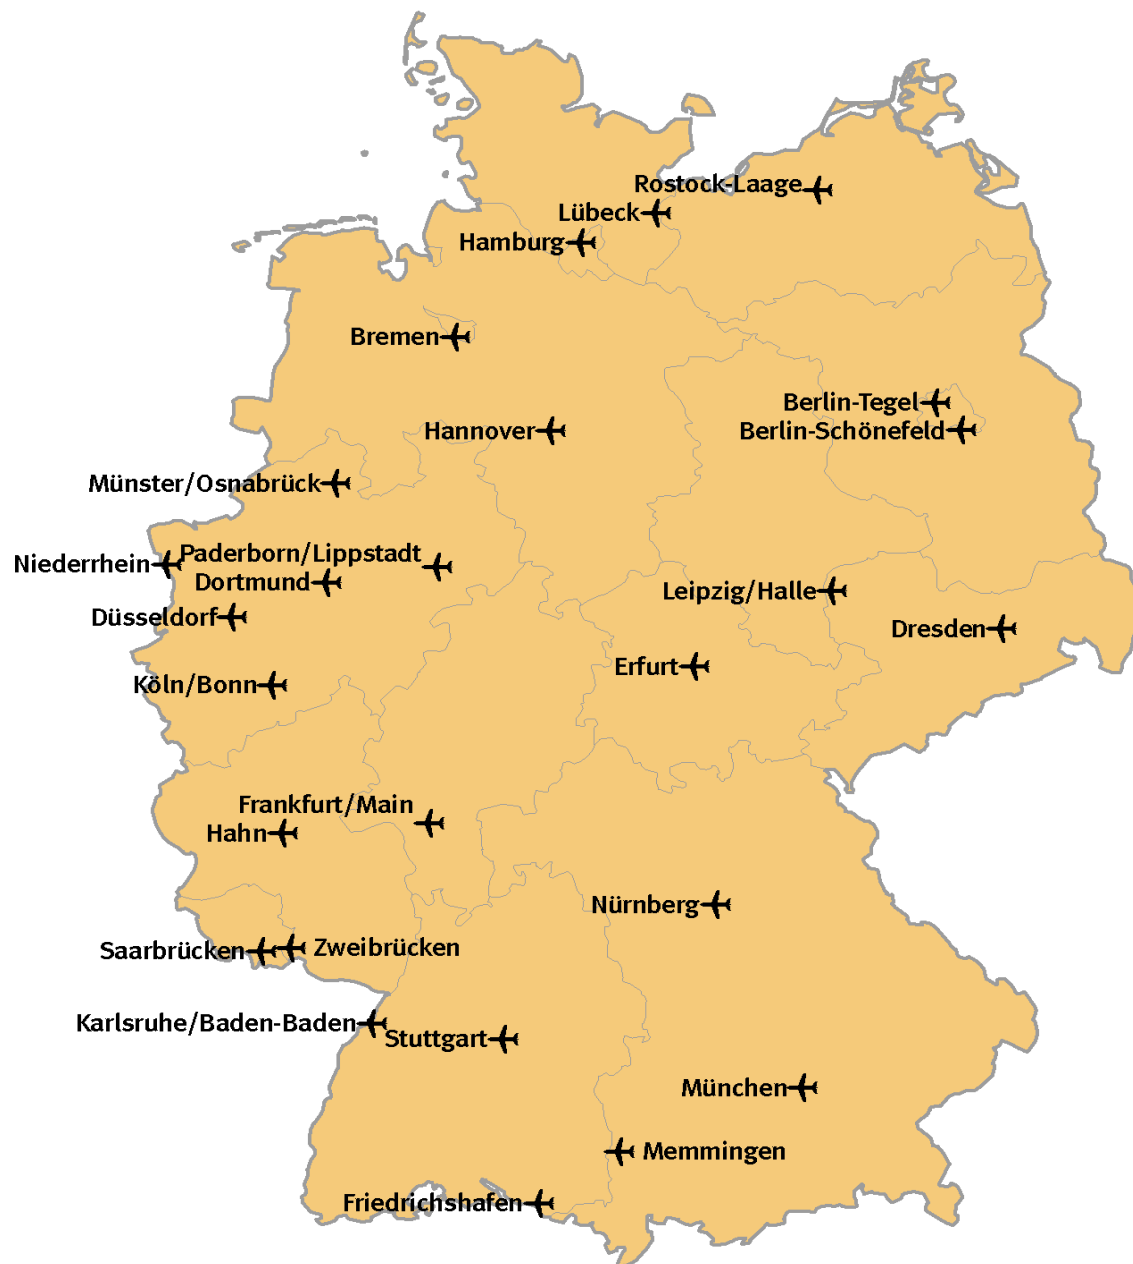 Rostock-Laage
Lübeck
Hamburg
Bremen
Berlin-Tegel
Hannover
Berlin-Schönefeld
Münster/Osnabrück
Paderborn/Lippstadt
Niederrhein
Dortmund
Leipzig/Halle
Düsseldorf
Dresden
Erfurt
Köln/Bonn
Frankfurt/Main
Hahn
Nürnberg
Saarbrücken
Zweibrücken
Karlsruhe/Baden-Baden
Stuttgart
München
Memmingen
Friedrichshafen